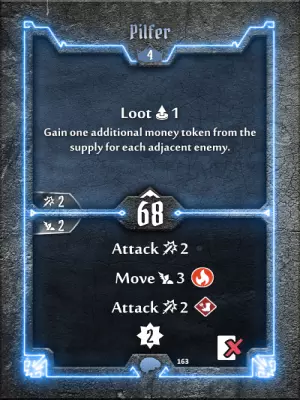 Pilfer
4
Loot 1
Gain one additional money token from the
supply for each adjacent enemy.
2
2
68
Attack 2
Move 3
Attack 2
2
163